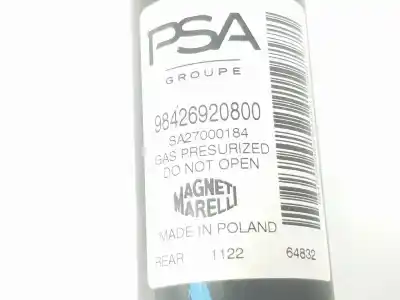 PSA
GROUPE
98426920800
SA27000184
GAS PRESURIZED
DO NOT OPEN
MAGNETI
MARELLI
MADE IN POLAND
REAR 1122 64832